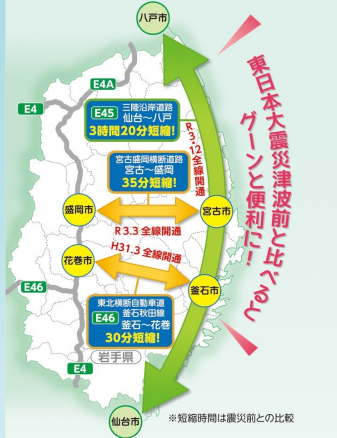 八戸市
東日本大震災津波前と比べると
グーンと便利に！
E4A
E4
E45 三陸沿岸道路
仙台～八戸
3時間20分短縮！
R3・12全線開通
宮古盛岡横断道路
宮古～盛岡
35分短縮！
盛岡市
宮古市
R3.3 全線開通
H31.3 全線開通
花巻市
釜石市
E46
東北横断自動車道
E46 釜石秋田線
釜石～花巻
30分短縮！
岩手県
E4
仙台市
※短縮時間は震災前との比較